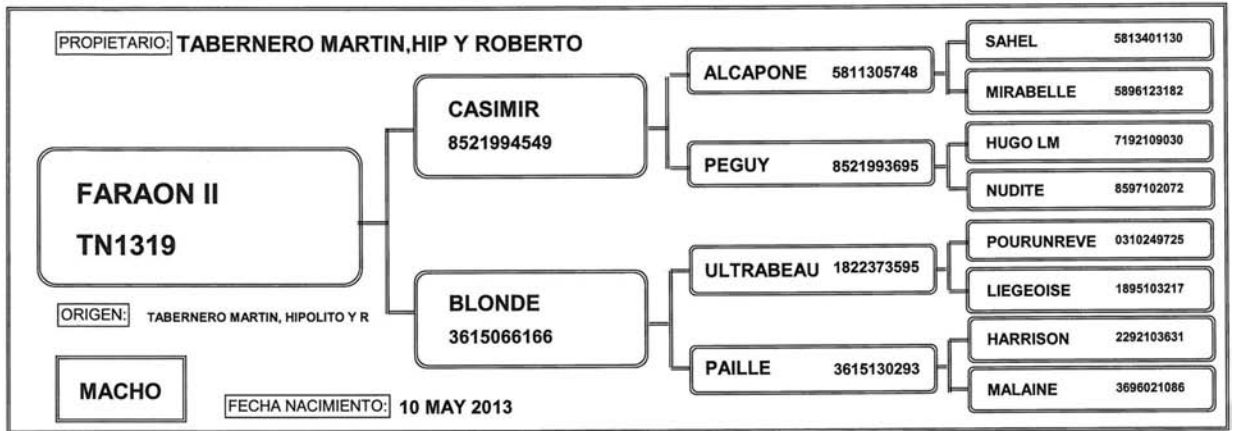 PROPIETARIO: TABERNERO MARTIN,HIP Y ROBERTO
FARAON II
TN1319
ORIGEN: TABERNERO MARTIN, HIPOLITO Y R
MACHO
FECHA NACIMIENTO: 10 MAY 2013
CASIMIR
8521994549
BLONDE
3615066166
ALCAPONE 5811305748
PEGUY 8521993695
ULTRABEAU 1822373595
PAILLE 3615130293
SAHEL 5813401130
MIRABELLE 5896123182
HUGO LM 7192109030
NUDITE 8597102072
POURUNREVE 0310249725
LIEGEOISE 1895103217
HARRISON 2292103631
MALAINE 3696021086